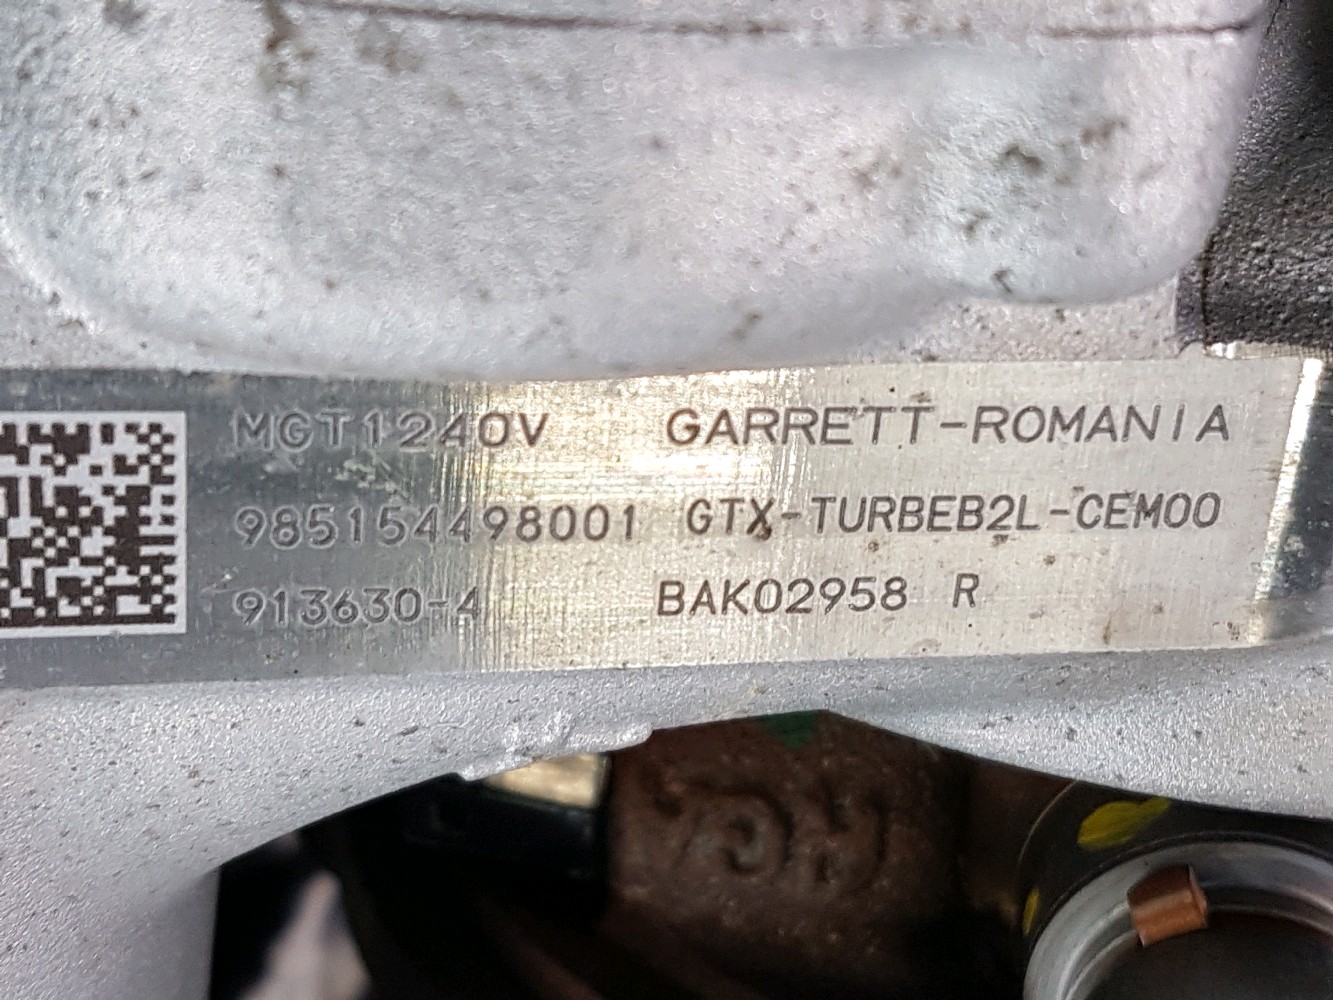 MGT1240V GARRETT-ROMANIA
985154498001 GTX-TURBEB2L-CEM00
913630-4 BAK02958 R